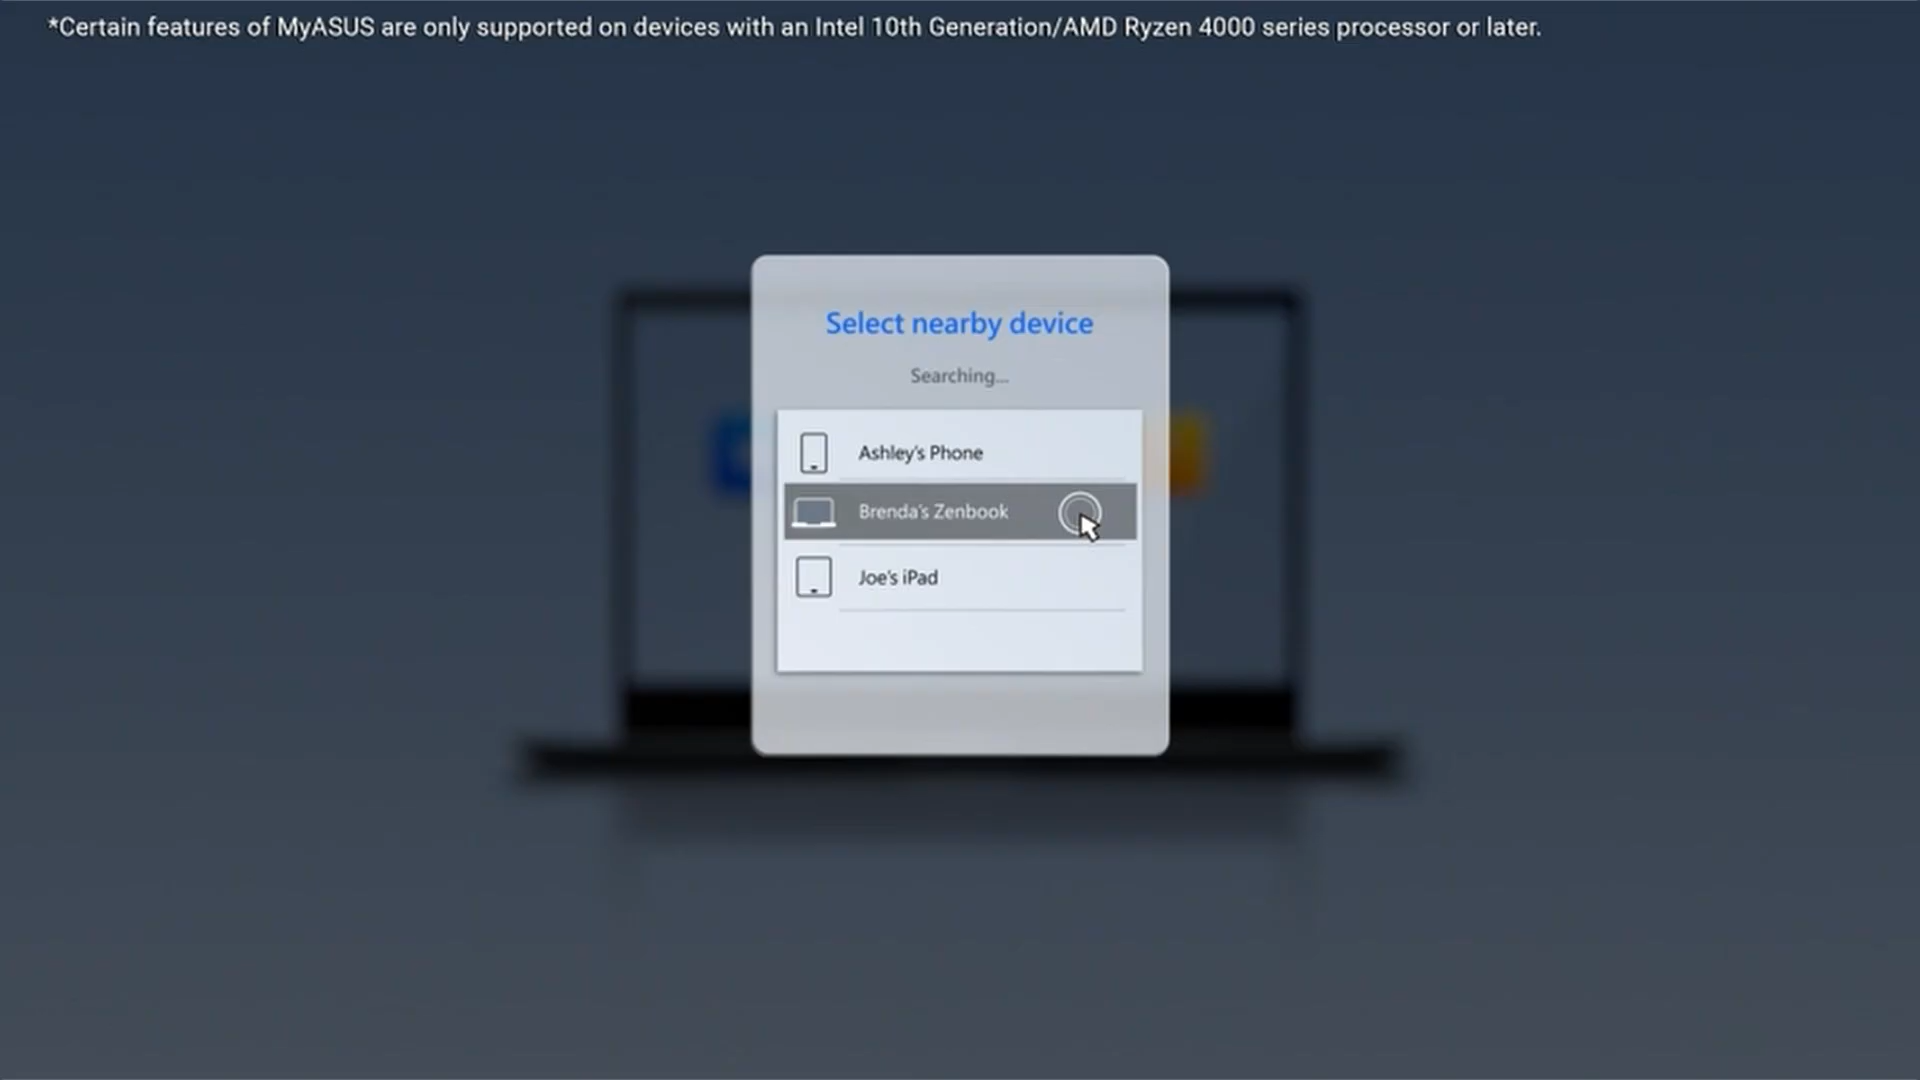 *Certain features of MyASUS are only supported on devices with an Intel 10th Generation/AMD Ryzen 4000 series processor or later.
Select nearby device
Searching...
Ashley's Phone
Brenda's Zenbook
Joe's iPad